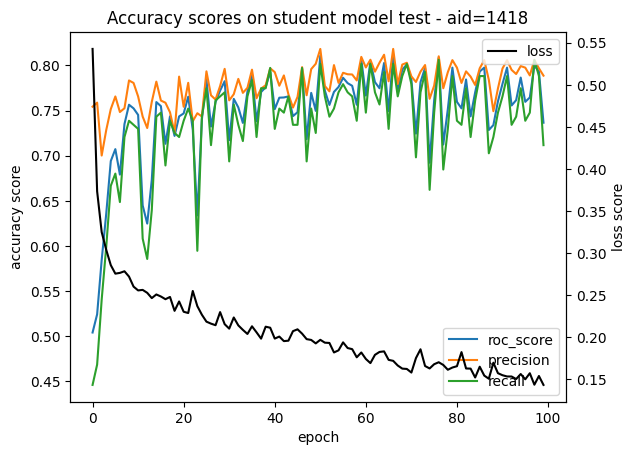 Accuracy scores on student model test - aid=1418
accuracy score
0.80
0.75
0.70
0.65
0.60
0.55
0.50
0.45
loss
roc_score
precision
recall
0.55
0.50
0.45
0.40
0.35
0.30
0.25
0.20
0.15
loss score
0
20
40
60
80
100
epoch